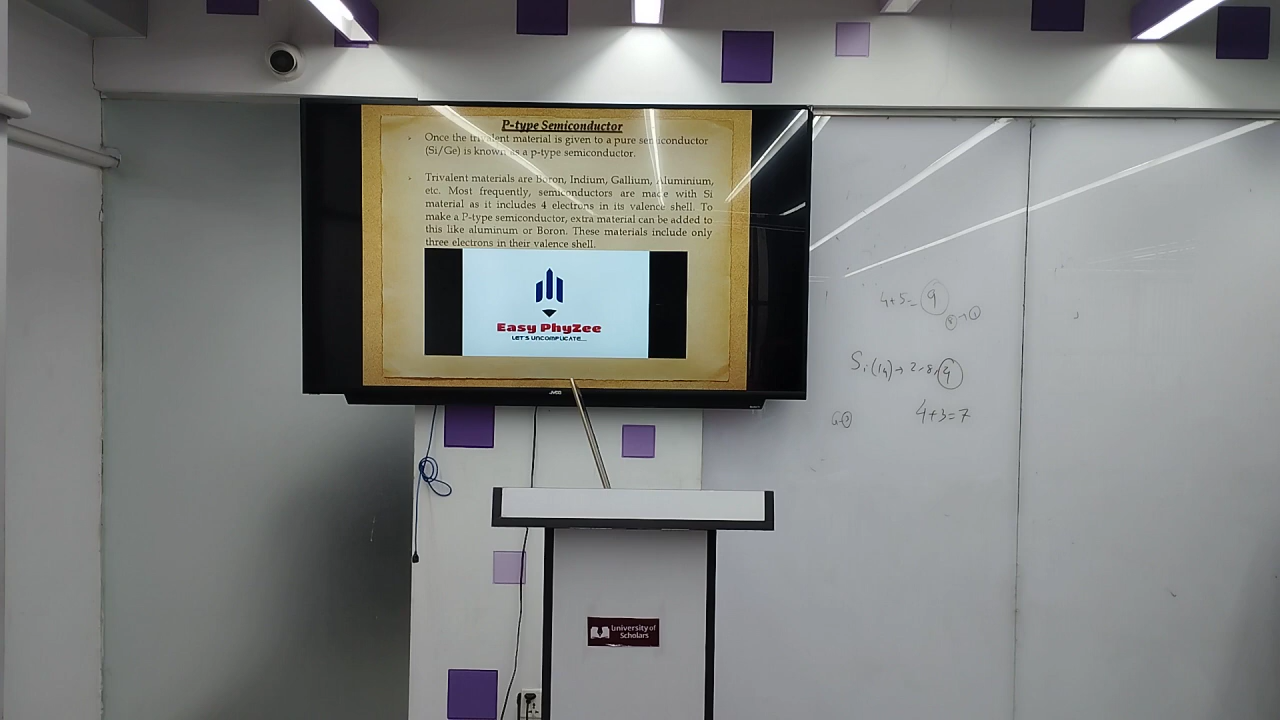 P-type Semiconductor
Once the trivalent material is given to a pure semiconductor
(Si/Ge) is known as a p-type semiconductor.
Trivalent materials are Boron, Indium, Gallium, Aluminium,
etc. Most frequently, semiconductors are made with Si
material as it includes 4 electrons in its valence shell. To
make a P-type semiconductor, extra material can be added to
this like aluminum or Boron. These materials include only
three electrons in their valence shell.
Easy PhyZee
LET'S UNCOMPLICATE...
4+5=9
Si(14)→2-8-4
4+3=7
University of
Scholars